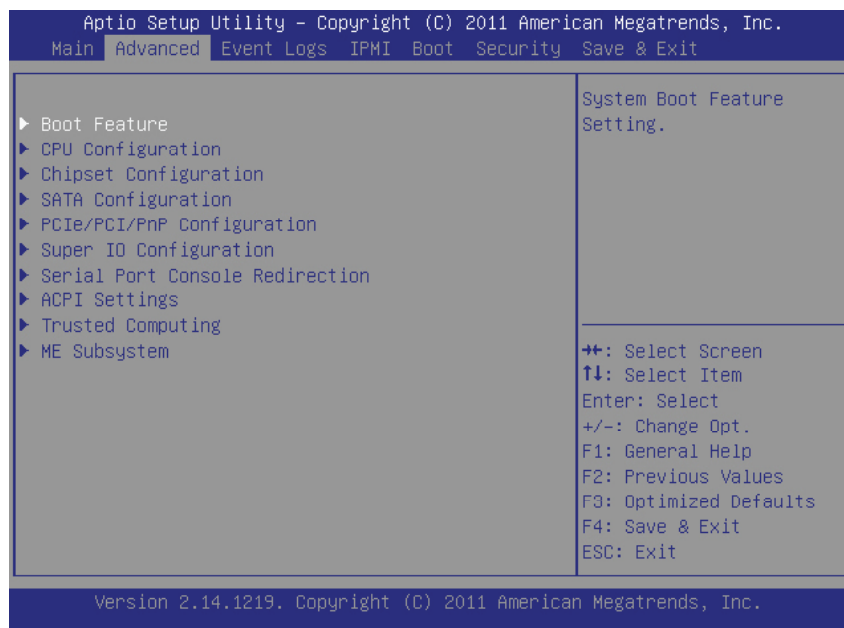 Aptio Setup Utility – Copyright (C) 2011 American Megatrends, Inc.
Main Advanced Event Logs IPMI Boot Security Save & Exit
Boot Feature
CPU Configuration
Chipset Configuration
SATA Configuration
PCIe/PCI/PnP Configuration
Super IO Configuration
Serial Port Console Redirection
ACPI Settings
Trusted Computing
ME Subsystem
System Boot Feature
Setting.
→←: Select Screen
↑↓: Select Item
Enter: Select
+/-: Change Opt.
F1: General Help
F2: Previous Values
F3: Optimized Defaults
F4: Save & Exit
ESC: Exit
Version 2.14.1219. Copyright (C) 2011 American Megatrends, Inc.